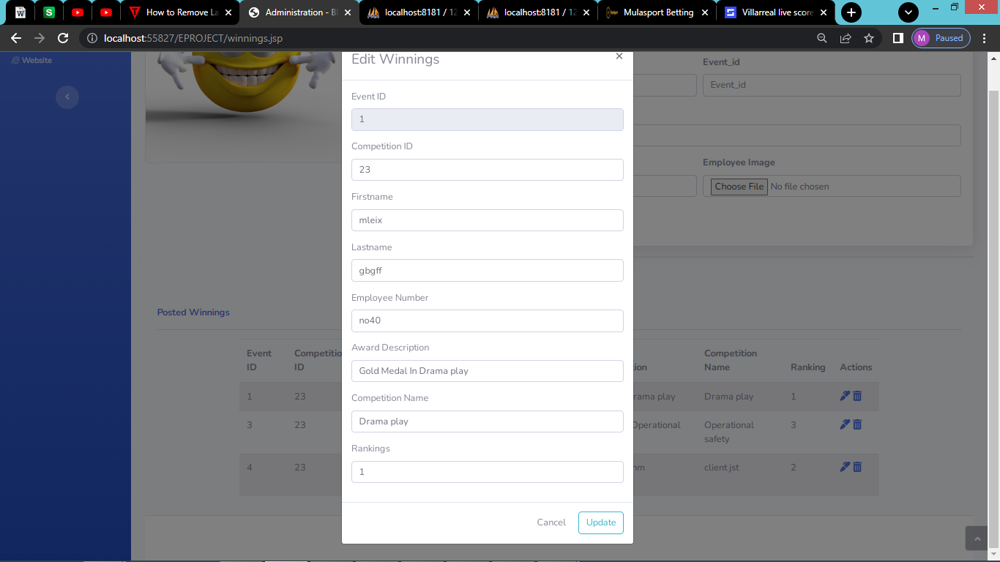 How to Remove La
Administration - B
localhost:8181 / 12
localhost:8181 / 12
Mulasport Betting
Villarreal live score
localhost:55827/EPROJECT/winnings.jsp
M Paused
Website
Edit Winnings
×
Event_id
Event_id
Event ID
1
Competition ID
23
Employee Image
Choose File No file chosen
Firstname
mleix
Lastname
gbgff
Employee Number
no40
Posted Winnings
Award Description
Gold Medal In Drama play
Competition Name
Drama play
Rankings
1
Cancel Update
Event ID Competitio ID ion Competition Name Ranking Actions
1 23 rama play Drama play 1
3 23 Operational Operational safety 3
4 23 client jst 2